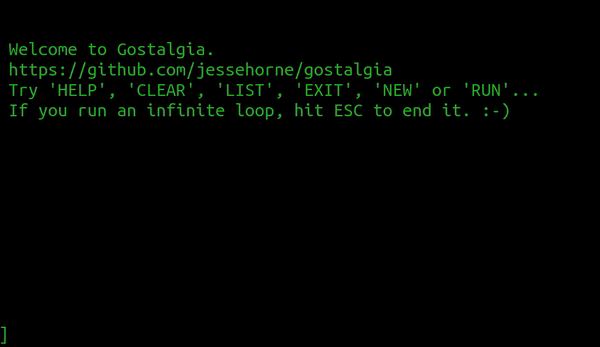 Welcome to Gostalgia.
https://github.com/jessehorne/gostalgia
Try 'HELP', 'CLEAR', 'LIST', 'EXIT', 'NEW' or 'RUN'...
If you run an infinite loop, hit ESC to end it. :-)
]